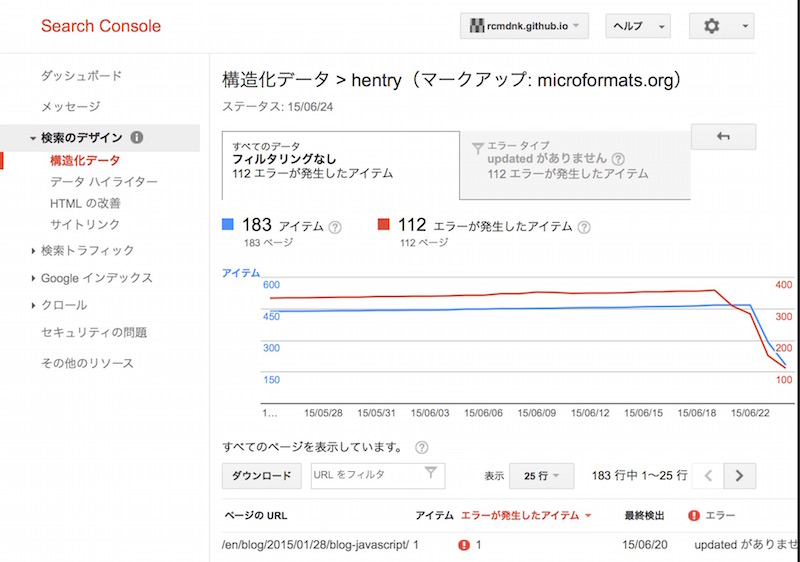 Search Console
rcmdnk.github.io
ヘルプ
ダッシュボード
メッセージ
検索のデザイン
構造化データ
データ ハイライター
HTML の改善
サイトリンク
検索トラフィック
Google インデックス
クロール
セキュリティの問題
その他のリソース
構造化データ > hentry（マークアップ: microformats.org）
ステータス: 15/06/24
すべてのデータ
フィルタリングなし
112 エラーが発生したアイテム
エラー タイプ
updated がありません ?
112 エラーが発生したアイテム
183 アイテム ?
183 ページ
112 エラーが発生したアイテム ?
112 ページ
アイテム
600 400
450 300
300 200
150 100
1… 15/05/28 15/05/31 15/06/03 15/06/06 15/06/09 15/06/12 15/06/15 15/06/18 15/06/22
すべてのページを表示しています。 ?
ダウンロード URL をフィルタ 表示 25 行 183 行中 1～25 行
ページの URL アイテム エラーが発生したアイテム 最終検出 エラー
/en/blog/2015/01/28/blog-javascript/ 1 1 15/06/20 updated がありませ